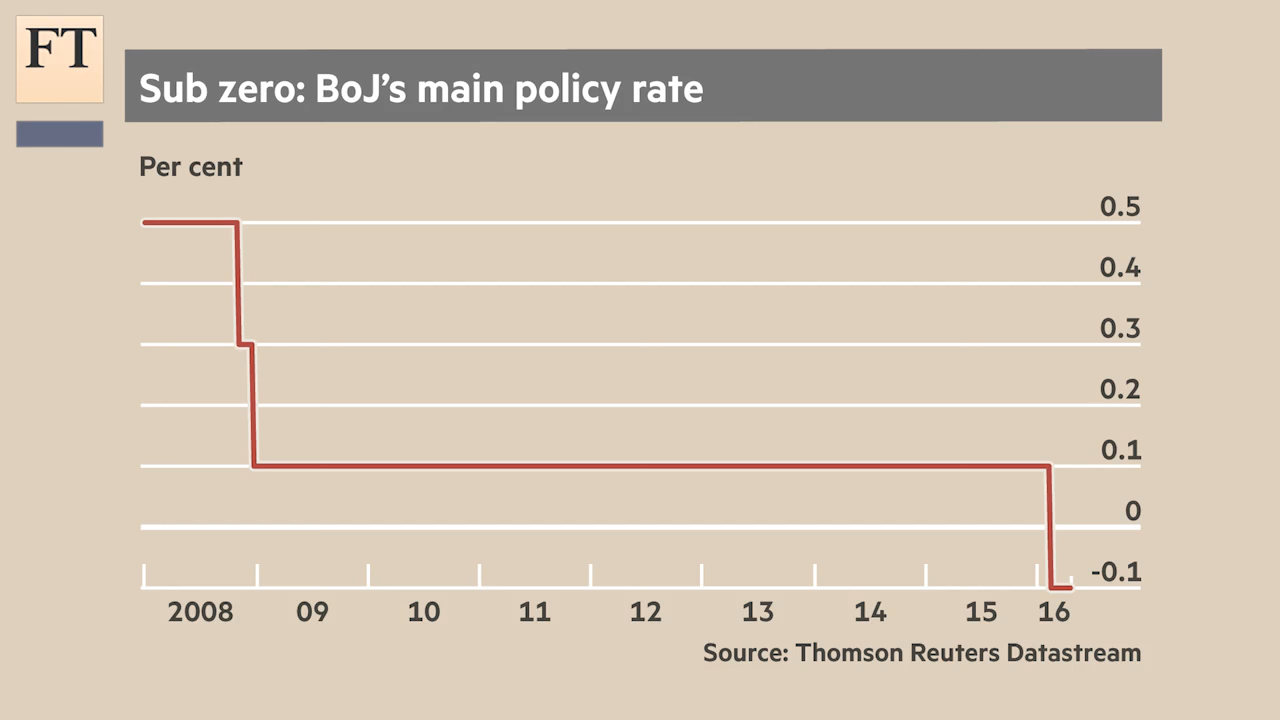 FT
Sub zero: BoJ’s main policy rate
Per cent
0.5
0.4
0.3
0.2
0.1
0
-0.1
2008 09 10 11 12 13 14 15 16
Source: Thomson Reuters Datastream